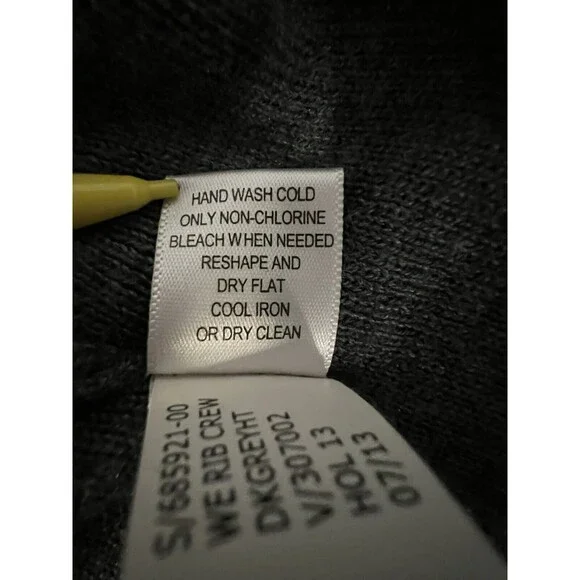 HAND WASH COLD
ONLY NON-CHLORINE
BLEACH WHEN NEEDED
RESHAPE AND
DRY FLAT
COOL IRON
OR DRY CLEAN
S/685921-00
WE RIB CREW
DKGREYHT
V/307002
HOL 13
07/13